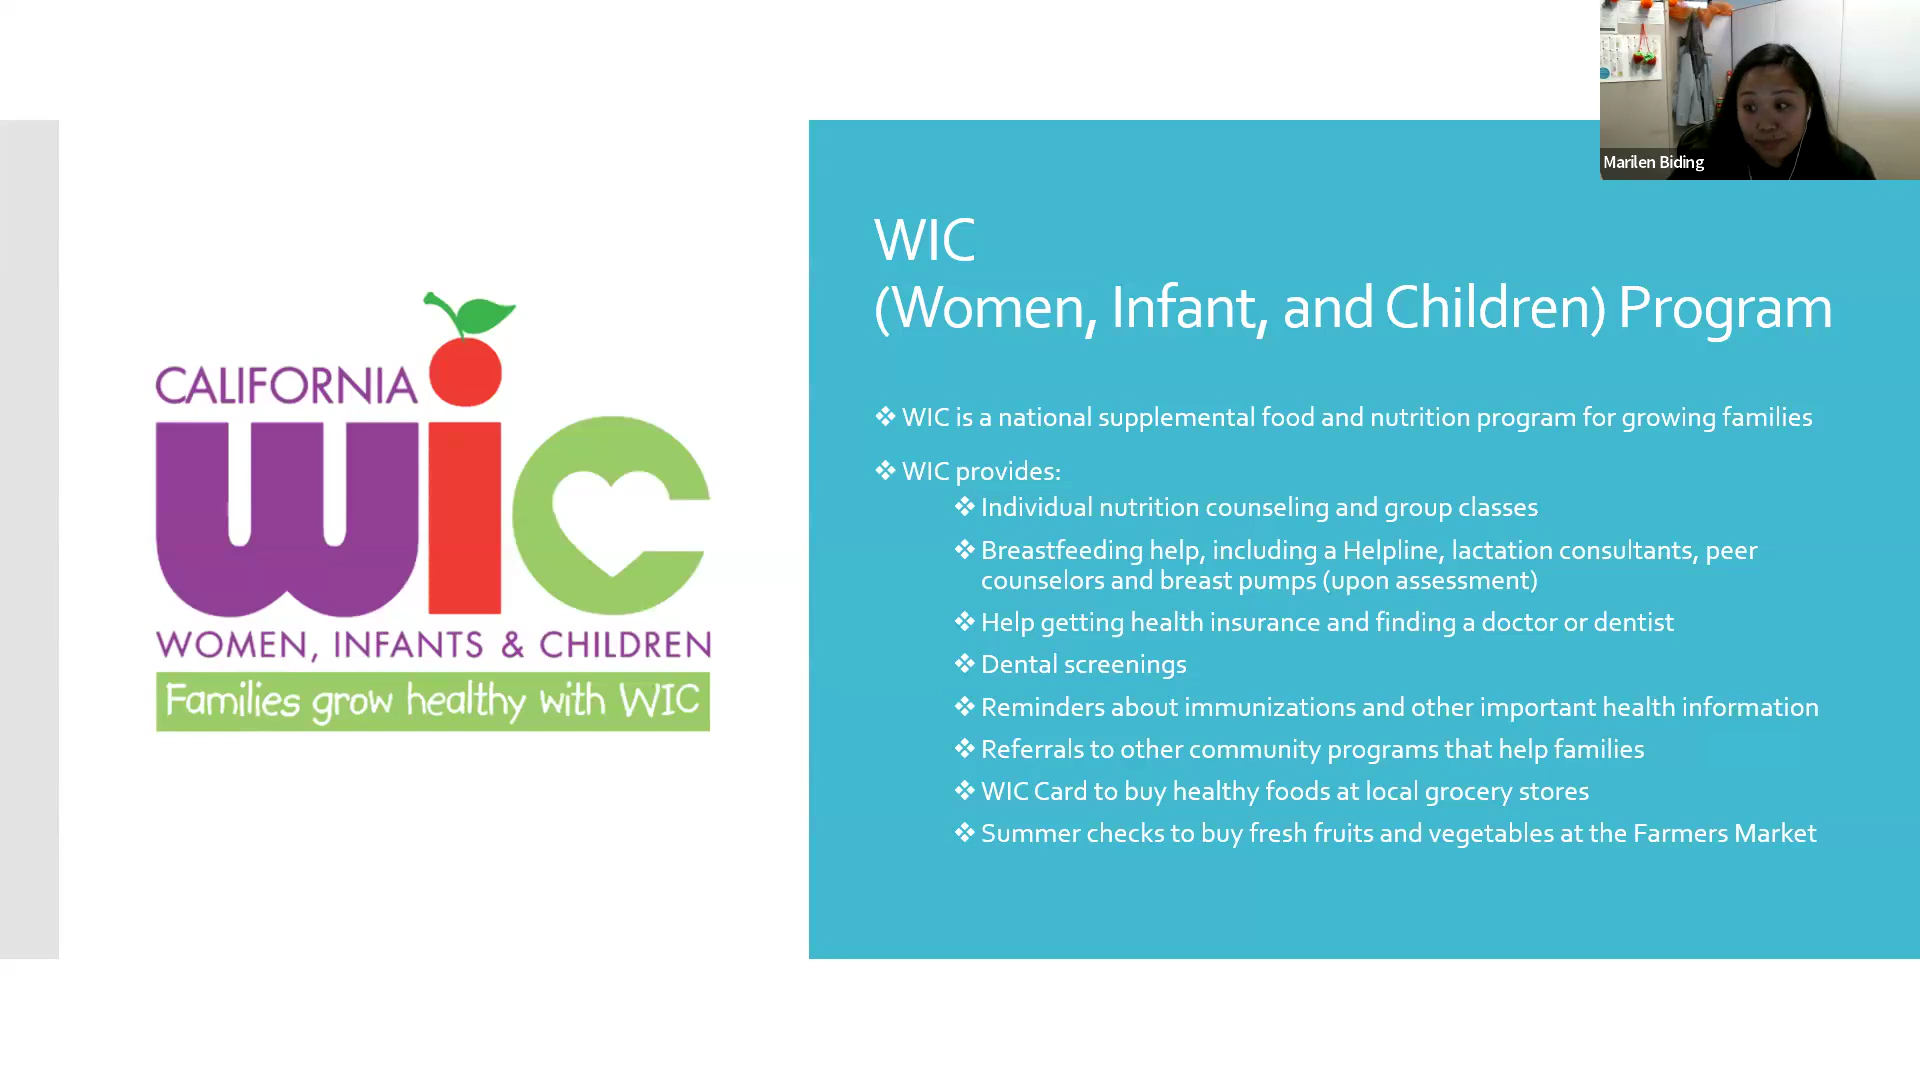 Marilen Biding
CALIFORNIA
wic
WOMEN, INFANTS & CHILDREN
Families grow healthy with WIC
WIC
(Women, Infant, and Children) Program
❖ WIC is a national supplemental food and nutrition program for growing families
❖ WIC provides:
❖ Individual nutrition counseling and group classes
❖ Breastfeeding help, including a Helpline, lactation consultants, peer
counselors and breast pumps (upon assessment)
❖ Help getting health insurance and finding a doctor or dentist
❖ Dental screenings
❖ Reminders about immunizations and other important health information
❖ Referrals to other community programs that help families
❖ WIC Card to buy healthy foods at local grocery stores
❖ Summer checks to buy fresh fruits and vegetables at the Farmers Market